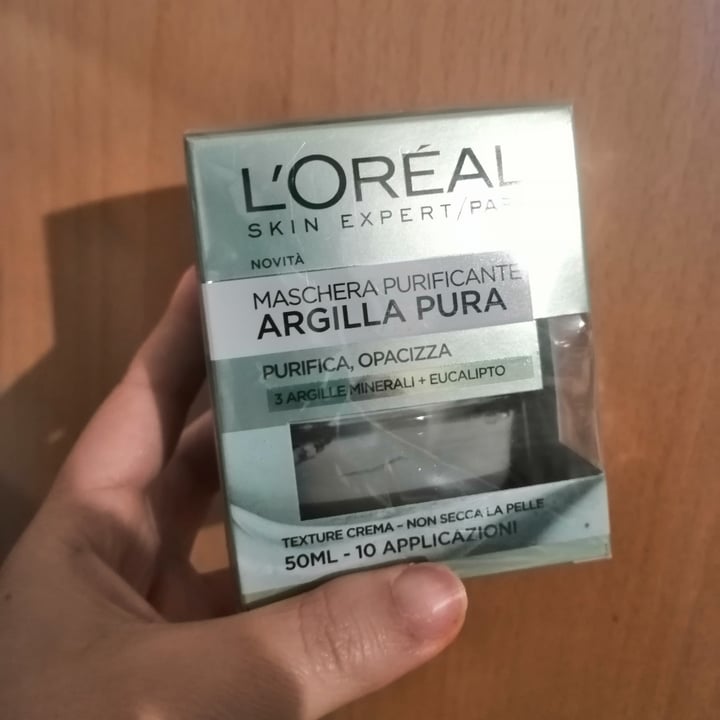 L'ORÉAL
SKIN EXPERT/PA
NOVITÀ
MASCHERA PURIFICANTE
ARGILLA PURA
PURIFICA, OPACIZZA
3 ARGILLE MINERALI + EUCALIPTO
TEXTURE CREMA - NON SECCA LA PELLE
50ML - 10 APPLICAZIONI